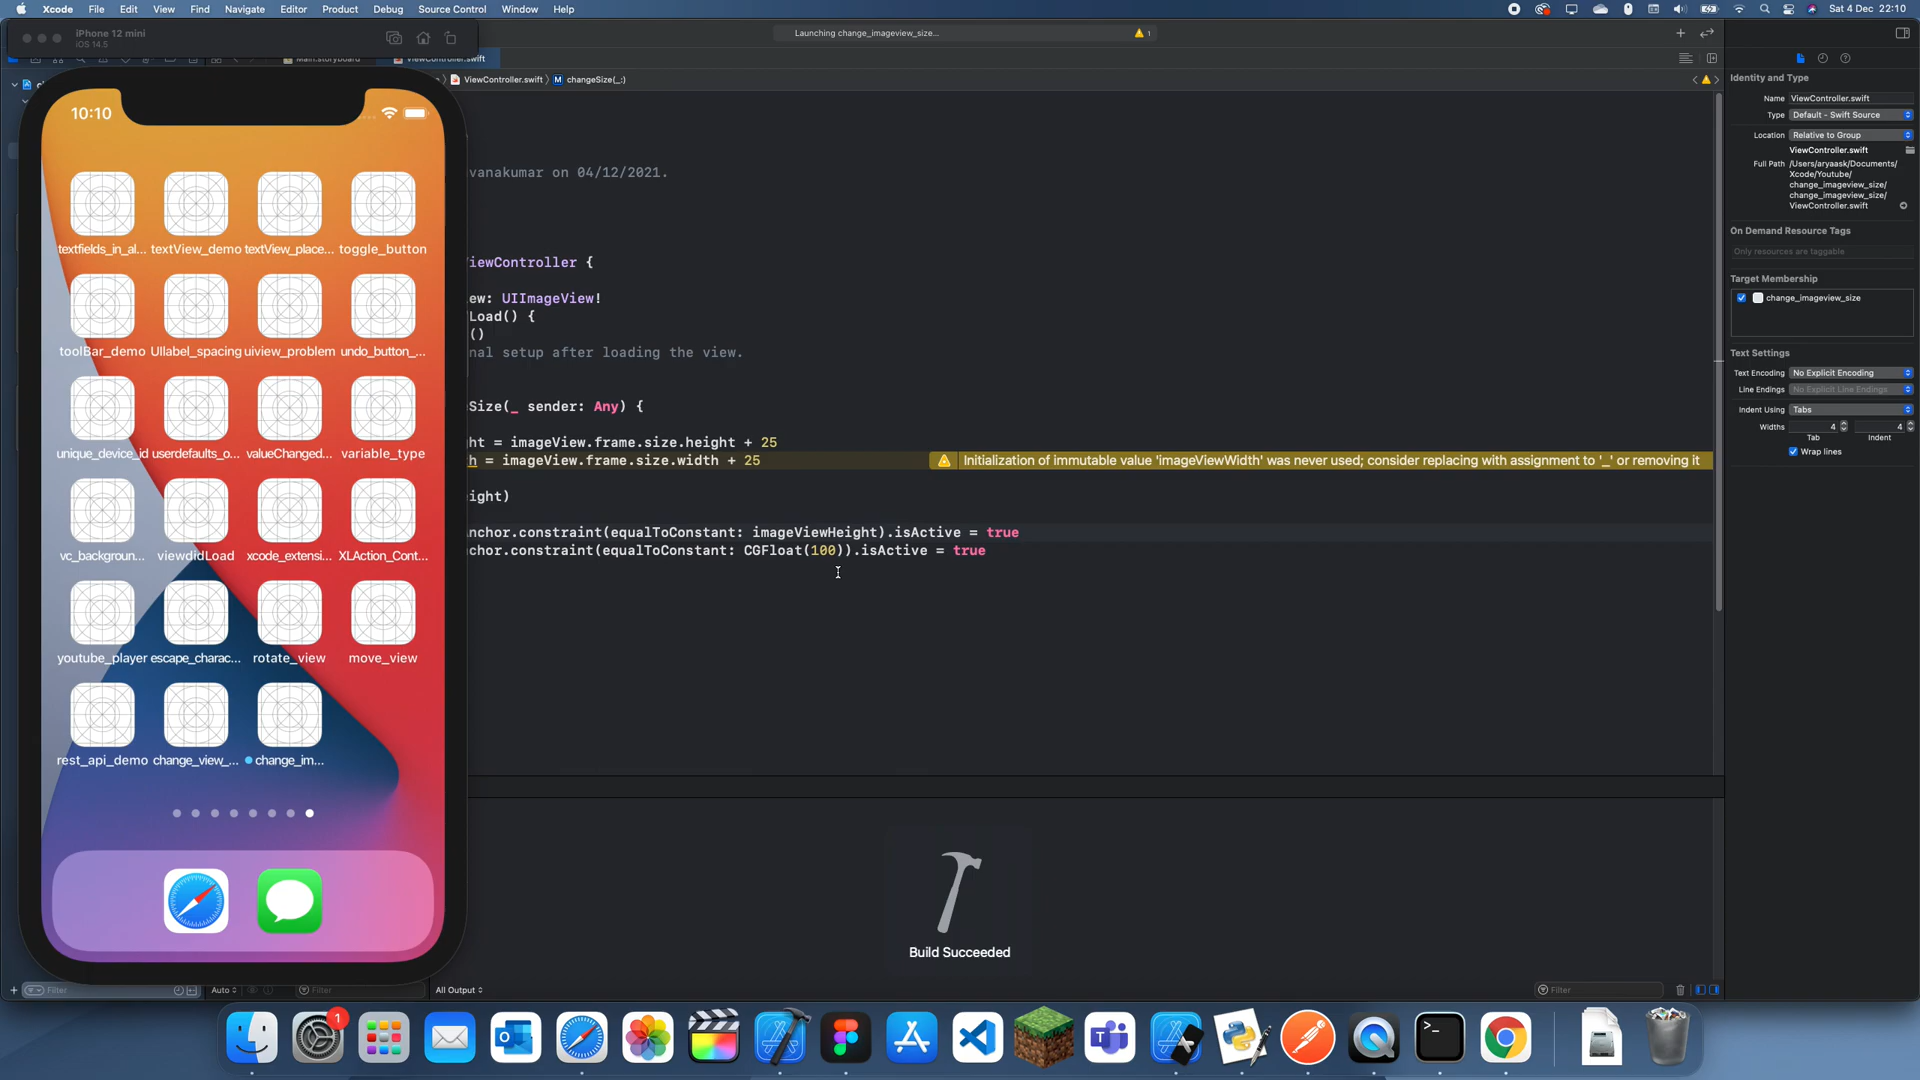 Xcode File Edit View Find Navigate Editor Product Debug Source Control Window Help
Sat 4 Dec 22:10
iPhone 12 mini
iOS 14.5
Launching change_imageview_size...
1
ViewController.swift
ViewController.swift
changeSize(_:)
10:10
textfields_in_al... textView_demo textView_place... toggle_button
toolBar_demo UIlabel_spacing uiview_problem undo_button_...
unique_device_id userdefaults_o... valueChanged... variable_type
vc_backgroun... viewdidLoad xcode_extensi... XLAction_Cont...
youtube_player escape_charac... rotate_view move_view
rest_api_demo change_view_... change_im...
vanakumar on 04/12/2021.
iewController {
ew: UIImageView!
Load() {
()
nal setup after loading the view.
Size(_ sender: Any) {
ht = imageView.frame.size.height + 25
h = imageView.frame.size.width + 25
Initialization of immutable value 'imageViewWidth' was never used; consider replacing with assignment to '_' or removing it
ight)
nchor.constraint(equalToConstant: imageViewHeight).isActive = true
chor.constraint(equalToConstant: CGFloat(100)).isActive = true
Build Succeeded
Filter
Auto
Filter
All Output
Filter
Identity and Type
Name ViewController.swift
Type Default - Swift Source
Location Relative to Group
ViewController.swift
Full Path /Users/aryaask/Documents/
Xcode/Youtube/
change_imageview_size/
change_imageview_size/
ViewController.swift
On Demand Resource Tags
Only resources are taggable
Target Membership
change_imageview_size
Text Settings
Text Encoding No Explicit Encoding
Line Endings No Explicit Line Endings
Indent Using Tabs
Widths 4 4
Tab Indent
Wrap lines
1